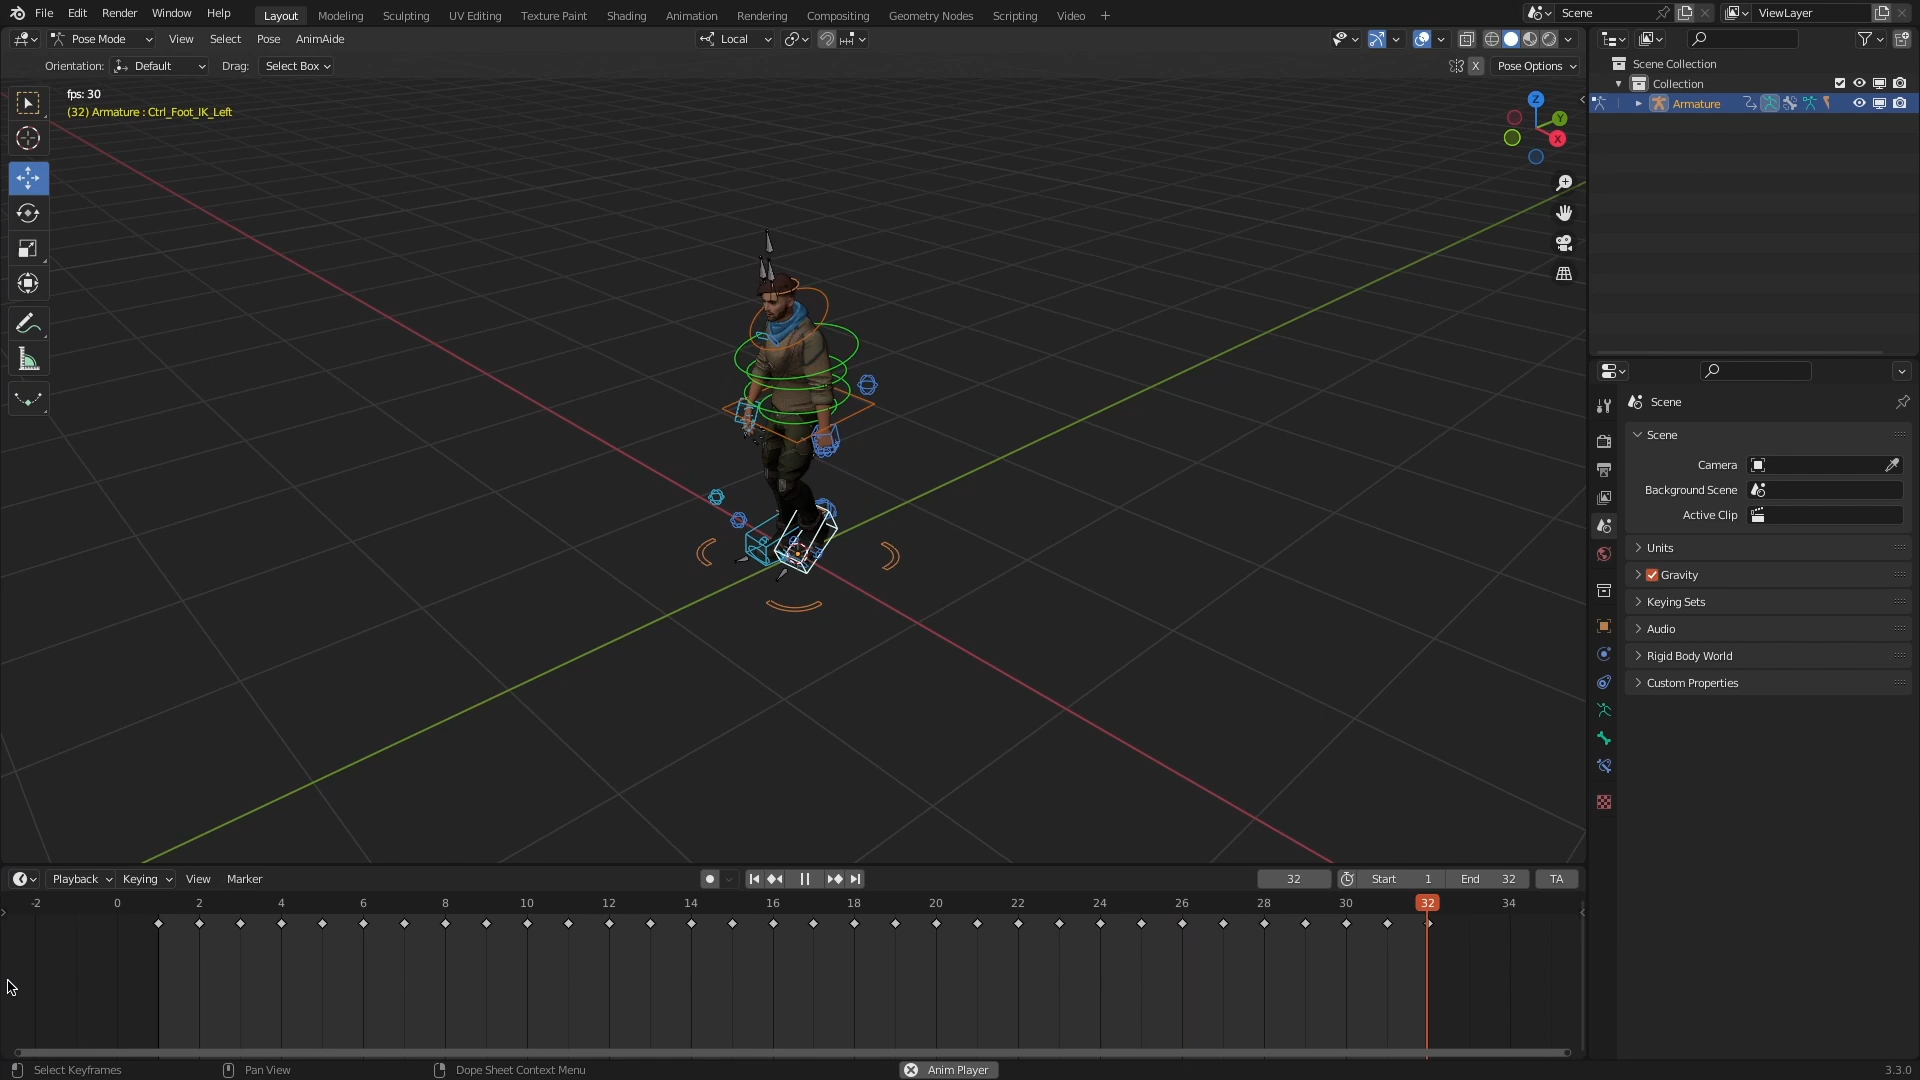 File Edit Render Window Help Layout Modeling Sculpting UV Editing Texture Paint Shading Animation Rendering Compositing Geometry Nodes Scripting Video + Scene ViewLayer
Pose Mode View Select Pose AnimAide Local
Orientation: Default Drag: Select Box X Pose Options
Scene Collection
Collection
Armature
fps: 30
(32) Armature : Ctrl_Foot_IK_Left
Z
Y
X
Scene
Scene
Camera
Background Scene
Active Clip
Units
Gravity
Keying Sets
Audio
Rigid Body World
Custom Properties
Playback Keying View Marker 32 Start 1 End 32 TA
-2 0 2 4 6 8 10 12 14 16 18 20 22 24 26 28 30 32 34
Select Keyframes Pan View Dope Sheet Context Menu Anim Player 3.3.0